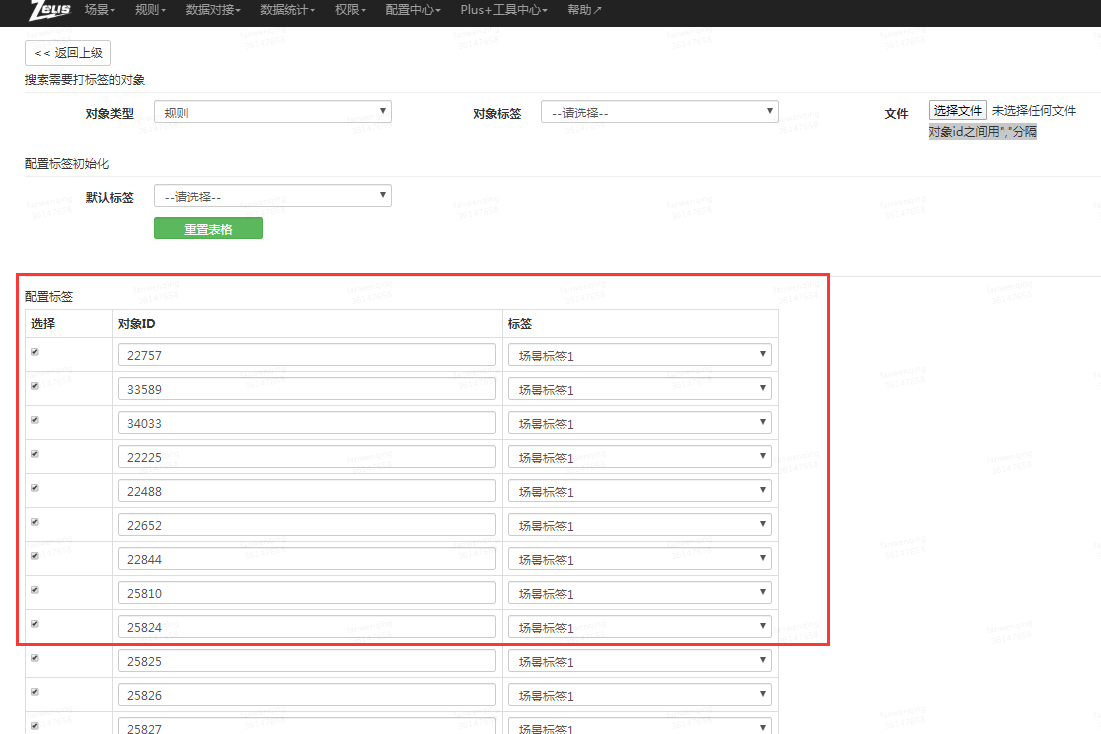 ZEUS 场景 规则 数据对接 数据统计 权限 配置中心 Plus+工具中心 帮助↗
<< 返回上级
搜索需要打标签的对象
对象类型 规则 对象标签 --请选择-- 文件 选择文件 未选择任何文件
对象id之间用","分隔
配置标签初始化
默认标签 --请选择--
重置表格
配置标签
选择 对象ID 标签
22757 场景标签1
33589 场景标签1
34033 场景标签1
22225 场景标签1
22488 场景标签1
22652 场景标签1
22844 场景标签1
25810 场景标签1
25824 场景标签1
25825 场景标签1
25826 场景标签1
25827 场景标签1